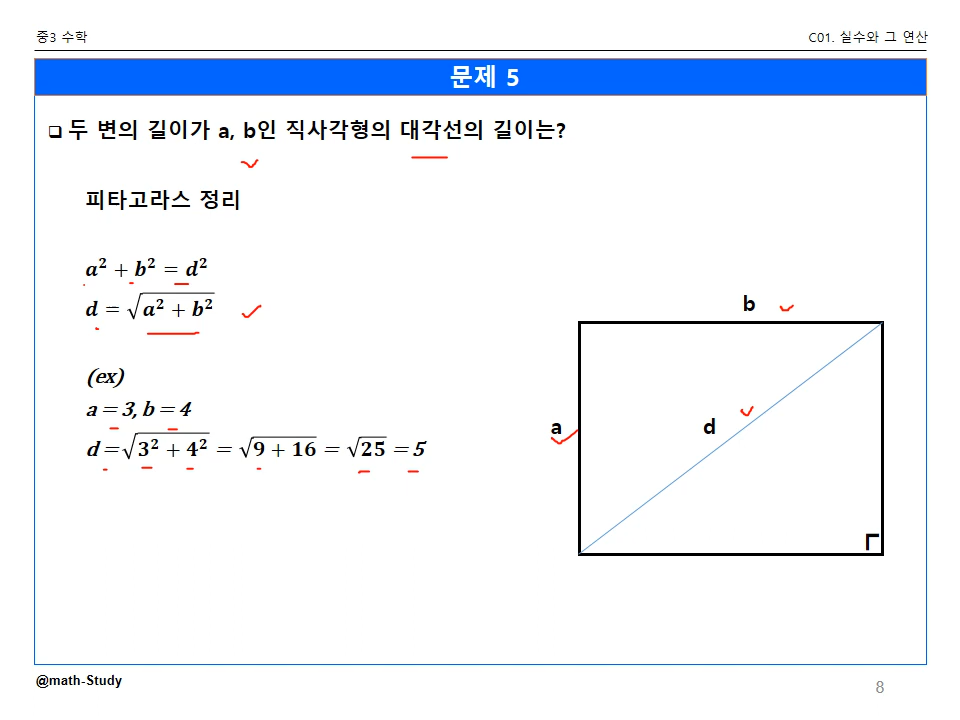 중3 수학
C01. 실수와 그 연산
문제 5
❑ 두 변의 길이가 a, b인 직사각형의 대각선의 길이는?
피타고라스 정리
a² + b² = d²
d = √(a² + b²)
(ex)
a = 3, b = 4
d = √(3² + 4²) = √(9 + 16) = √25 = 5
b
a
d
@math-Study
8